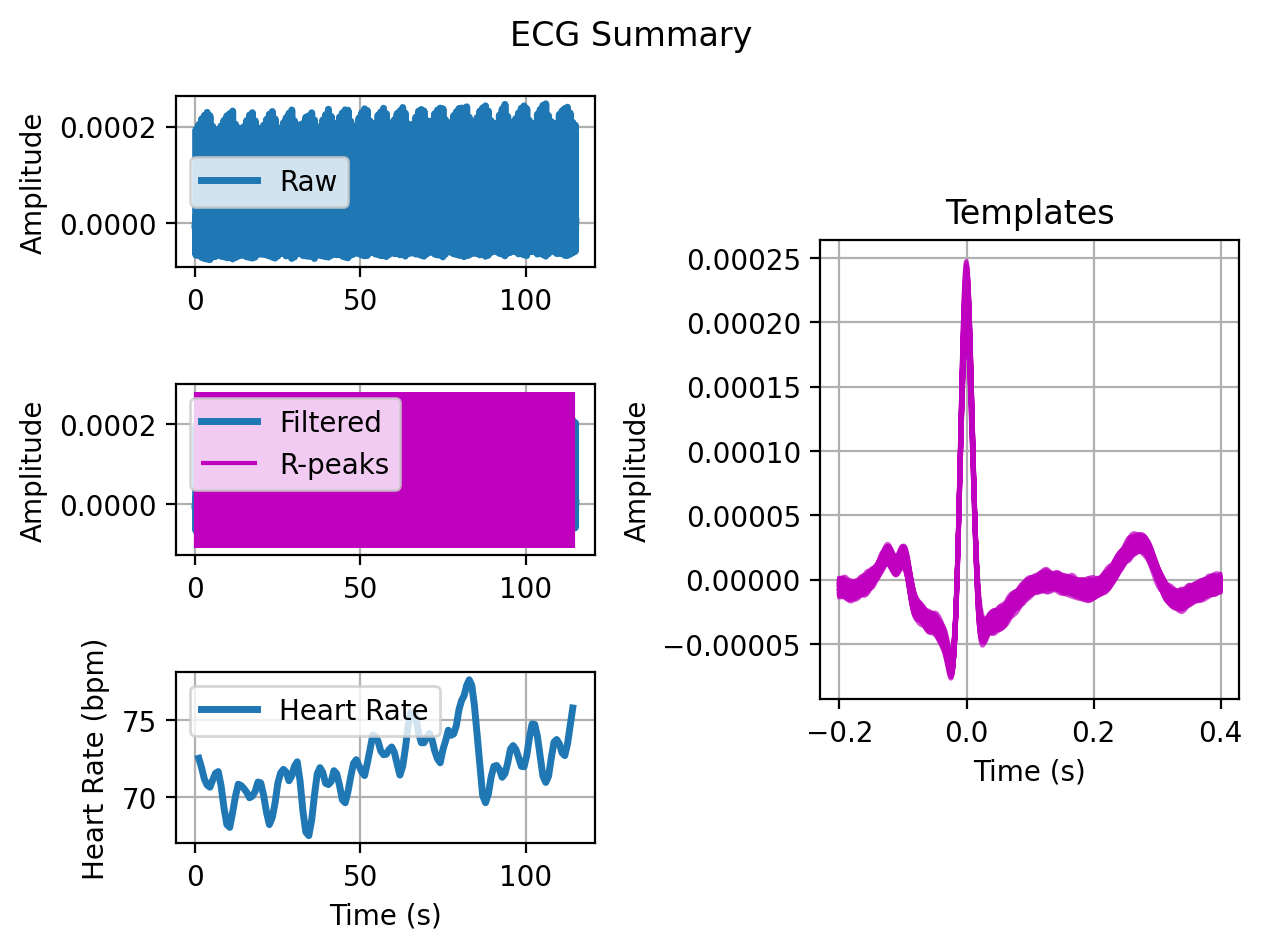 ECG Summary
Amplitude
0.0002
0.0000
Raw
0
50
100
Amplitude
0.0002
0.0000
Filtered
R-peaks
0
50
100
Heart Rate (bpm)
75
70
Heart Rate
0
50
100
Time (s)
Templates
Amplitude
0.00025
0.00020
0.00015
0.00010
0.00005
0.00000
−0.00005
−0.2
0.0
0.2
0.4
Time (s)